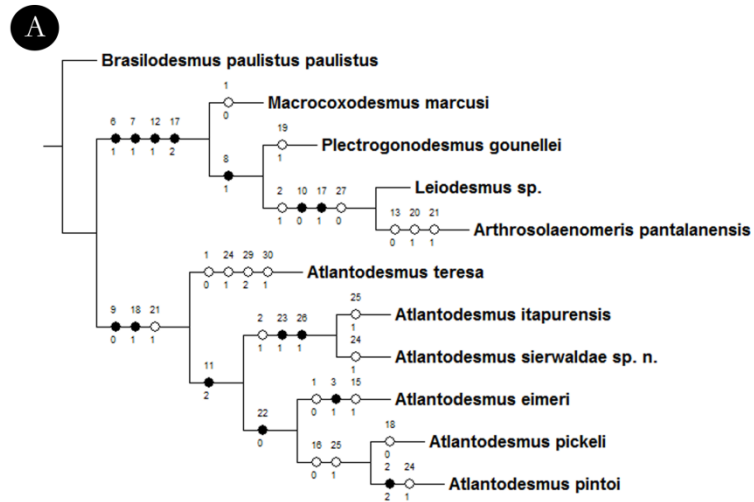 A
Brasilodesmus paulistus paulistus
1
0
Macrocoxodesmus marcusi
6 7 12 17
1 1 1 2
19
1
Plectrogonodesmus gounellei
8
1
Leiodesmus sp.
2 10 17 27
1 0 1 0
13 20 21
0 1 1
Arthrosolaenomeris pantalanensis
1 24 29 30
0 1 2 1
Atlantodesmus teresa
9 18 21
0 1 1
25
1
Atlantodesmus itapurensis
2 23 26
1 1 1
24
1
Atlantodesmus sierwaldae sp. n.
11
2
1 3 15
0 1 1
Atlantodesmus eimeri
22
0
18
0
Atlantodesmus pickeli
16 25
0 1
2 24
2 1
Atlantodesmus pintoi